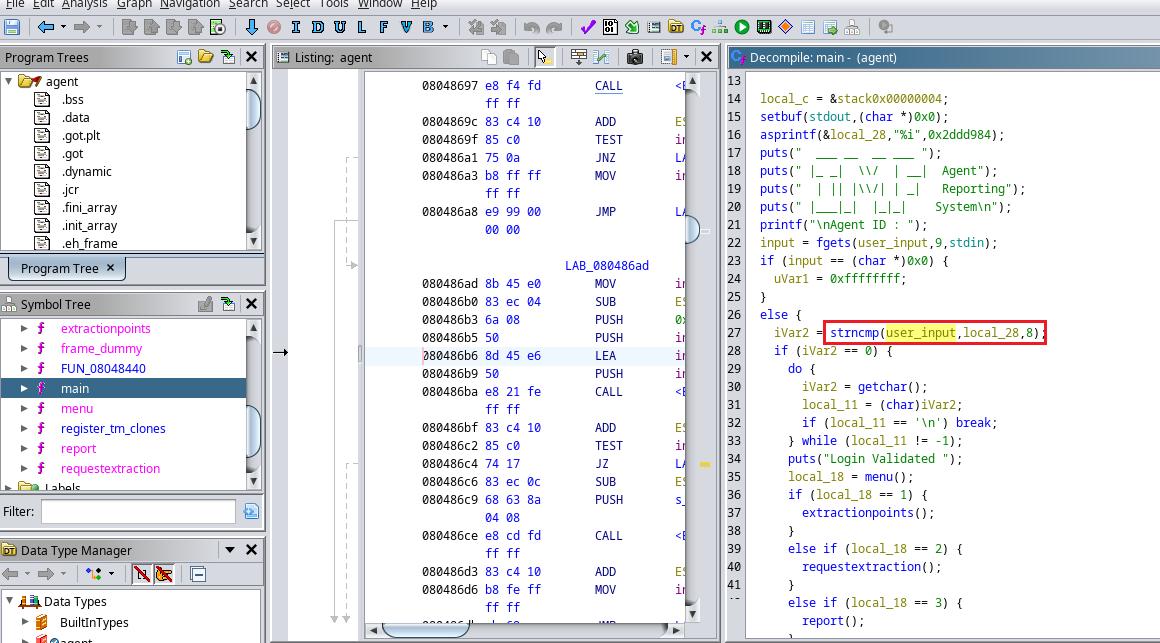 File Edit Analysis Graph Navigation Search Select Tools Window Help
I D U L F V B
Program Trees
agent
.bss
.data
.got.plt
.got
.dynamic
.jcr
.fini_array
.init_array
.eh_frame
Program Tree ×
Symbol Tree
f extractionpoints
f frame_dummy
f FUN_08048440
f main
f menu
f register_tm_clones
f report
f requestextraction
Labels
Filter:
Data Type Manager
Data Types
BuiltInTypes
agent
Listing: agent
08048697 e8 f4 fd CALL <E
ff ff
0804869c 83 c4 10 ADD ES
0804869f 85 c0 TEST in
080486a1 75 0a JNZ LA
080486a3 b8 ff ff MOV in
ff ff
080486a8 e9 99 00 JMP LA
00 00
LAB_080486ad
080486ad 8b 45 e0 MOV in
080486b0 83 ec 04 SUB ES
080486b3 6a 08 PUSH 0x
080486b5 50 PUSH in
080486b6 8d 45 e6 LEA in
080486b9 50 PUSH in
080486ba e8 21 fe CALL <E
ff ff
080486bf 83 c4 10 ADD ES
080486c2 85 c0 TEST in
080486c4 74 17 JZ LA
080486c6 83 ec 0c SUB ES
080486c9 68 63 8a PUSH s_
04 08
080486ce e8 cd fd CALL <E
ff ff
080486d3 83 c4 10 ADD ES
080486d6 b8 fe ff MOV in
ff ff
Decompile: main - (agent)
13
14 local_c = &stack0x00000004;
15 setbuf(stdout,(char *)0x0);
16 asprintf(&local_28,"%i",0x2ddd984);
17 puts("  ___ __  __ ___ ");
18 puts(" |_ _|  \\/  | __|  Agent");
19 puts("  | || |\\/| | _|   Reporting");
20 puts(" |___|_|  |_|_|    System\n");
21 printf("\nAgent ID : ");
22 input = fgets(user_input,9,stdin);
23 if (input == (char *)0x0) {
24 uVar1 = 0xffffffff;
25 }
26 else {
27 iVar2 = strncmp(user_input,local_28,8);
28 if (iVar2 == 0) {
29 do {
30 iVar2 = getchar();
31 local_11 = (char)iVar2;
32 if (local_11 == '\n') break;
33 } while (local_11 != -1);
34 puts("Login Validated ");
35 local_18 = menu();
36 if (local_18 == 1) {
37 extractionpoints();
38 }
39 else if (local_18 == 2) {
40 requestextraction();
41 }
else if (local_18 == 3) {
report();
}